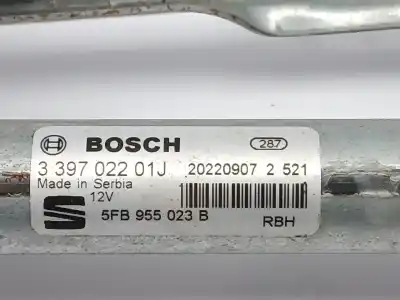 BOSCH 287
3 397 022 01J 20220907 2 521
Made in Serbia
12V
5FB 955 023 B RBH